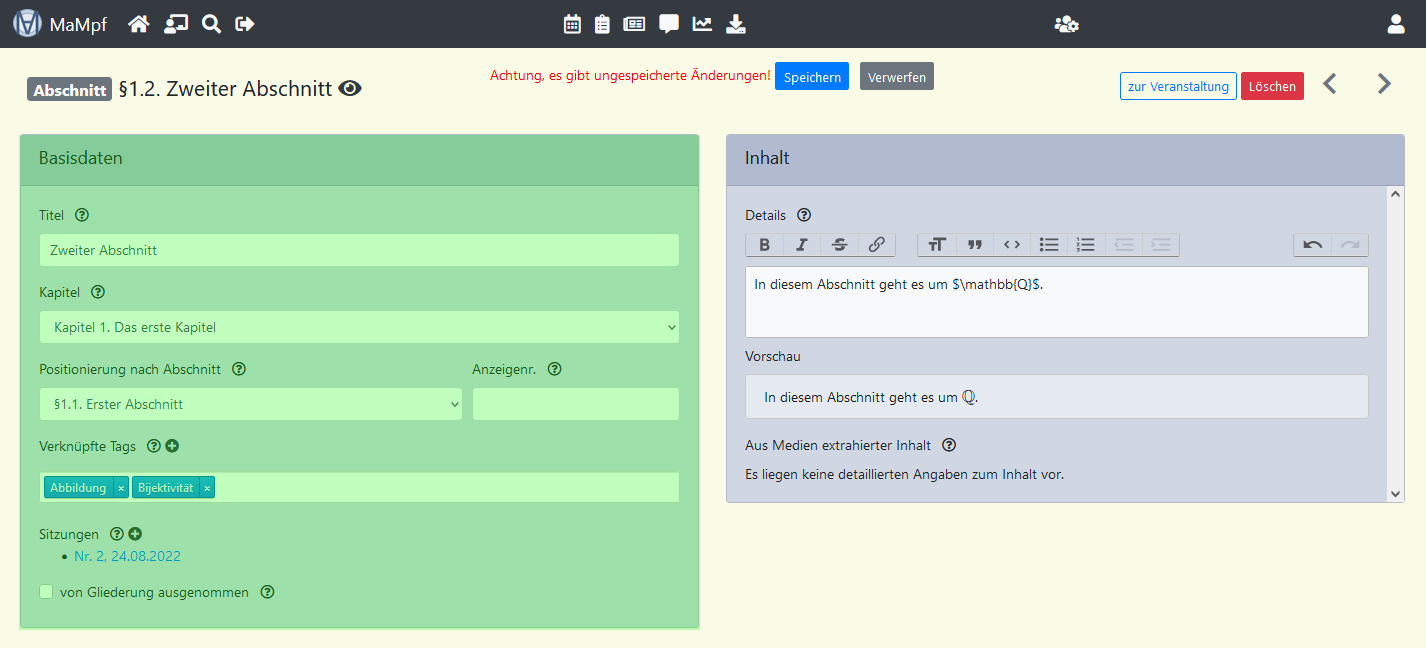 MaMpf
Abschnitt §1.2. Zweiter Abschnitt
Achtung, es gibt ungespeicherte Änderungen! Speichern Verwerfen
zur Veranstaltung Löschen
Basisdaten
Titel
Zweiter Abschnitt
Kapitel
Kapitel 1. Das erste Kapitel
Positionierung nach Abschnitt Anzeigenr.
§1.1. Erster Abschnitt
Verknüpfte Tags
Abbildung × Bijektivität ×
Sitzungen
• Nr. 2, 24.08.2022
von Gliederung ausgenommen
Inhalt
Details
In diesem Abschnitt geht es um $\mathbb{Q}$.
Vorschau
In diesem Abschnitt geht es um ℚ.
Aus Medien extrahierter Inhalt
Es liegen keine detaillierten Angaben zum Inhalt vor.